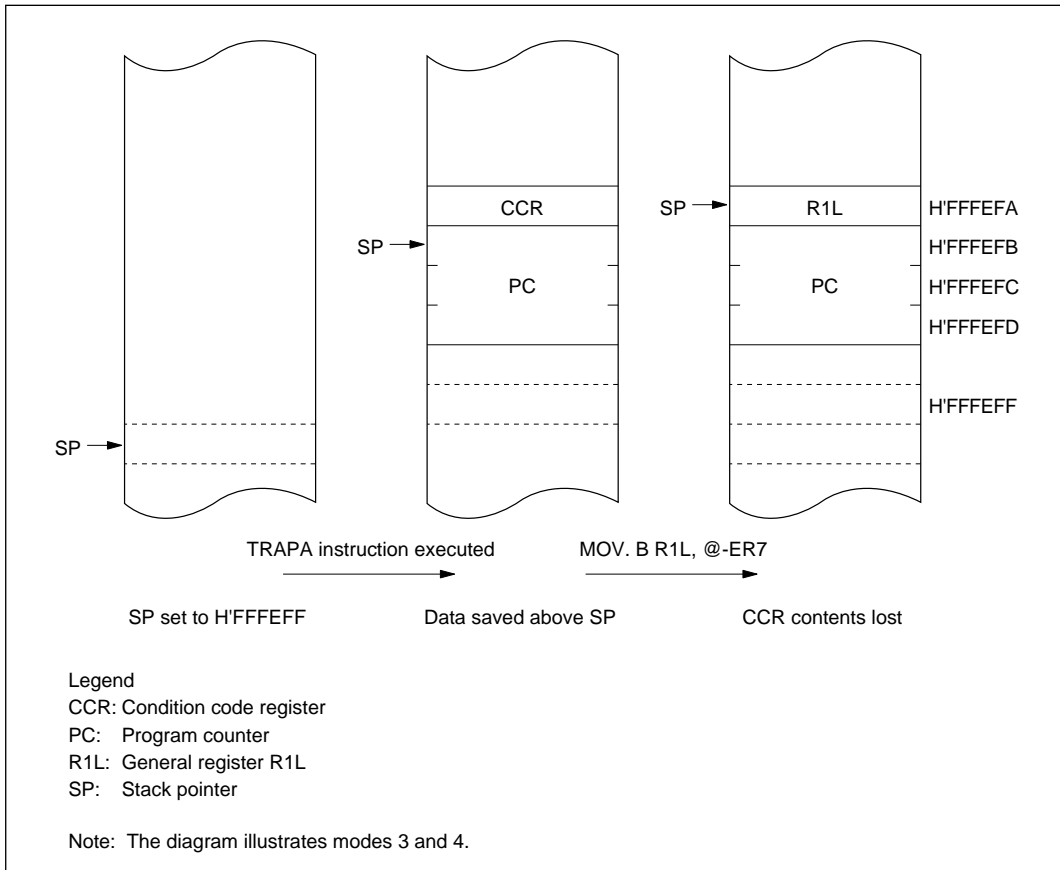 CCR
SP
R1L
H'FFFEFA
SP
H'FFFEFB
PC
PC
H'FFFEFC
H'FFFEFD
H'FFFEFF
SP
TRAPA instruction executed
MOV. B R1L, @-ER7
SP set to H'FFFEFF
Data saved above SP
CCR contents lost
Legend
CCR: Condition code register
PC: Program counter
R1L: General register R1L
SP: Stack pointer
Note: The diagram illustrates modes 3 and 4.